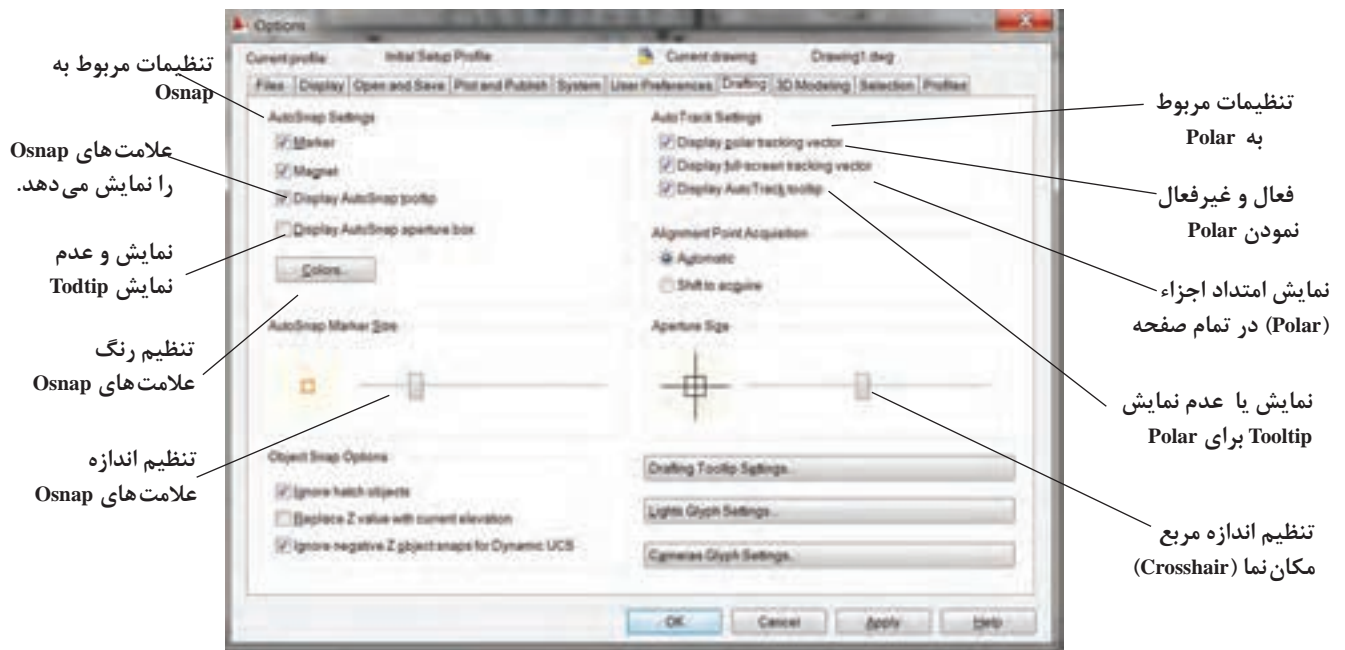 Options
Current profile: Initial Setup Profile Current drawing: Drawing1.dwg
Files Display Open and Save Plot and Publish System User Preferences Drafting 3D Modeling Selection Profiles
AutoSnap Settings
Marker
Magnet
Display AutoSnap tooltip
Display AutoSnap aperture box
Colors...
AutoSnap Marker Size
Object Snap Options
Ignore hatch objects
Replace Z value with current elevation
Ignore negative Z object snaps for Dynamic UCS
AutoTrack Settings
Display polar tracking vector
Display full-screen tracking vector
Display AutoTrack tooltip
Alignment Point Acquisition
Automatic
Shift to acquire
Aperture Size
Drafting Tooltip Settings...
Lights Glyph Settings...
Cameras Glyph Settings...
OK Cancel Apply Help
تنظیمات مربوط به
Osnap
علامت‌های Osnap
را نمایش می‌دهد.
نمایش و عدم
نمایش Todtip
تنظیم رنگ
علامت‌های Osnap
تنظیم اندازه
علامت‌های Osnap
تنظیمات مربوط
به Polar
فعال و غیرفعال
نمودن Polar
نمایش امتداد اجزاء
(Polar) در تمام صفحه
نمایش یا عدم نمایش
Tooltip برای Polar
تنظیم اندازه مربع
مکان‌نما (Crosshair)